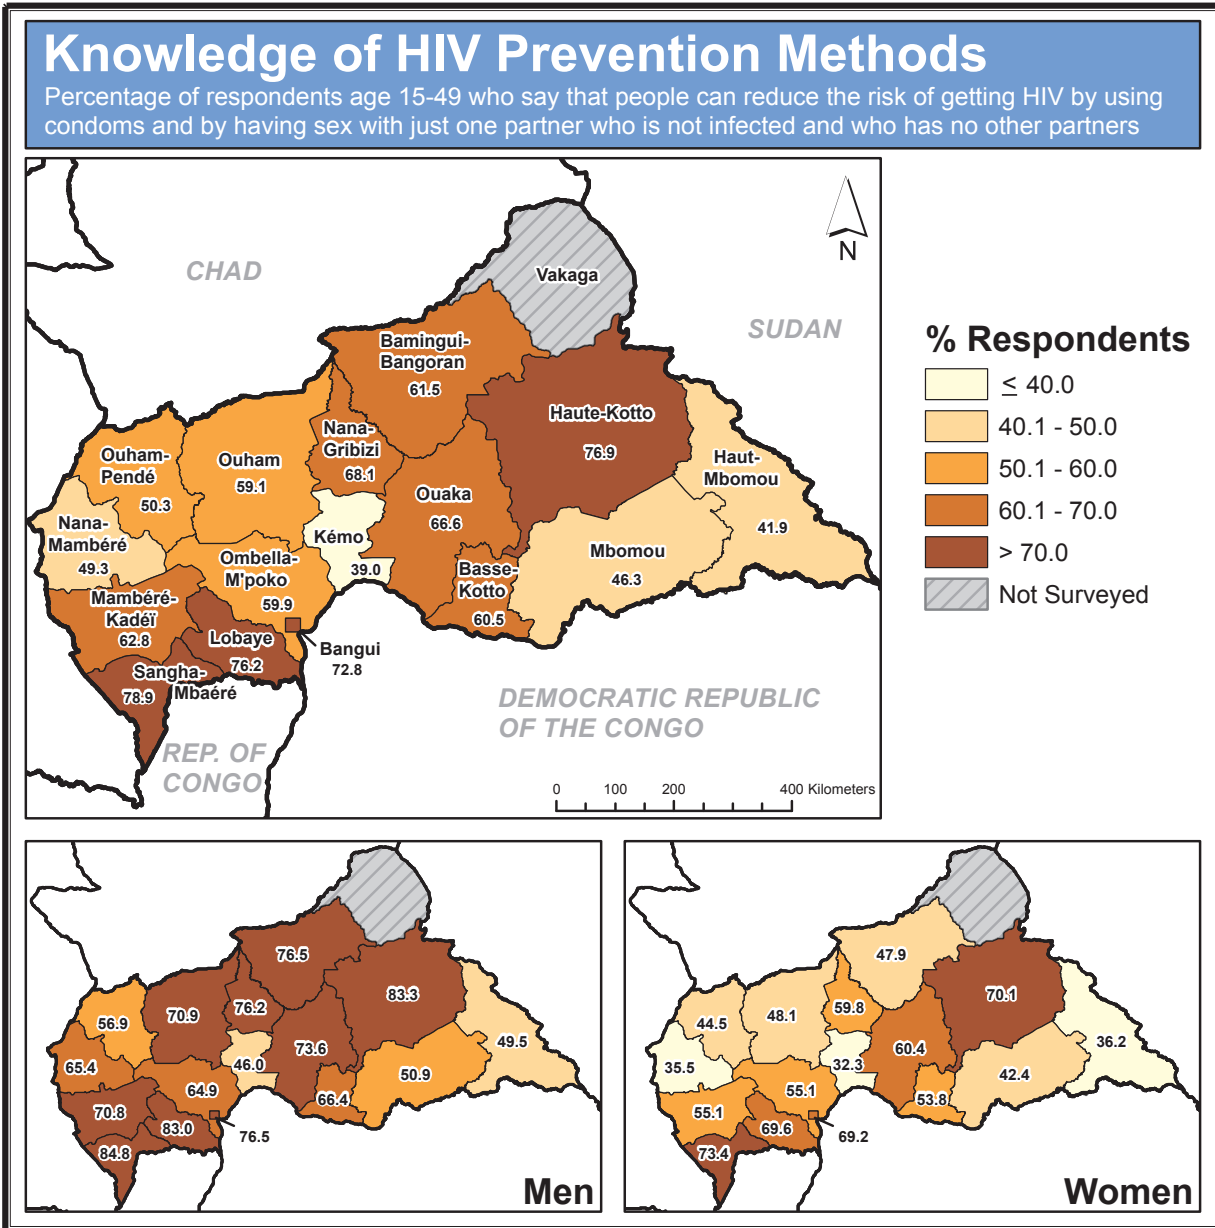 Knowledge of HIV Prevention Methods
Percentage of respondents age 15-49 who say that people can reduce the risk of getting HIV by using
condoms and by having sex with just one partner who is not infected and who has no other partners
CHAD
SUDAN
N
Vakaga
Bamingui-
Bangoran
61.5
Haute-Kotto
76.9
Nana-
Gribizi
68.1
Ouham-
Pendé
50.3
Ouham
59.1
Ouaka
66.6
Haut-
Mbomou
41.9
Nana-
Mambéré
49.3
Kémo
39.0
Ombella-
M'poko
59.9
Mbomou
46.3
Basse-
Kotto
60.5
Mambéré-
Kadéï
62.8
Lobaye
76.2
Bangui
72.8
Sangha-
Mbaéré
78.9
DEMOCRATIC REPUBLIC
OF THE CONGO
REP. OF
CONGO
0 100 200 400 Kilometers
% Respondents
≤ 40.0
40.1 - 50.0
50.1 - 60.0
60.1 - 70.0
> 70.0
Not Surveyed
76.5
83.3
76.2
70.9
56.9
73.6
49.5
46.0
65.4
50.9
64.9
66.4
70.8
83.0
76.5
84.8
Men
47.9
70.1
59.8
48.1
44.5
60.4
36.2
32.3
35.5
42.4
55.1
53.8
55.1
69.6
69.2
73.4
Women